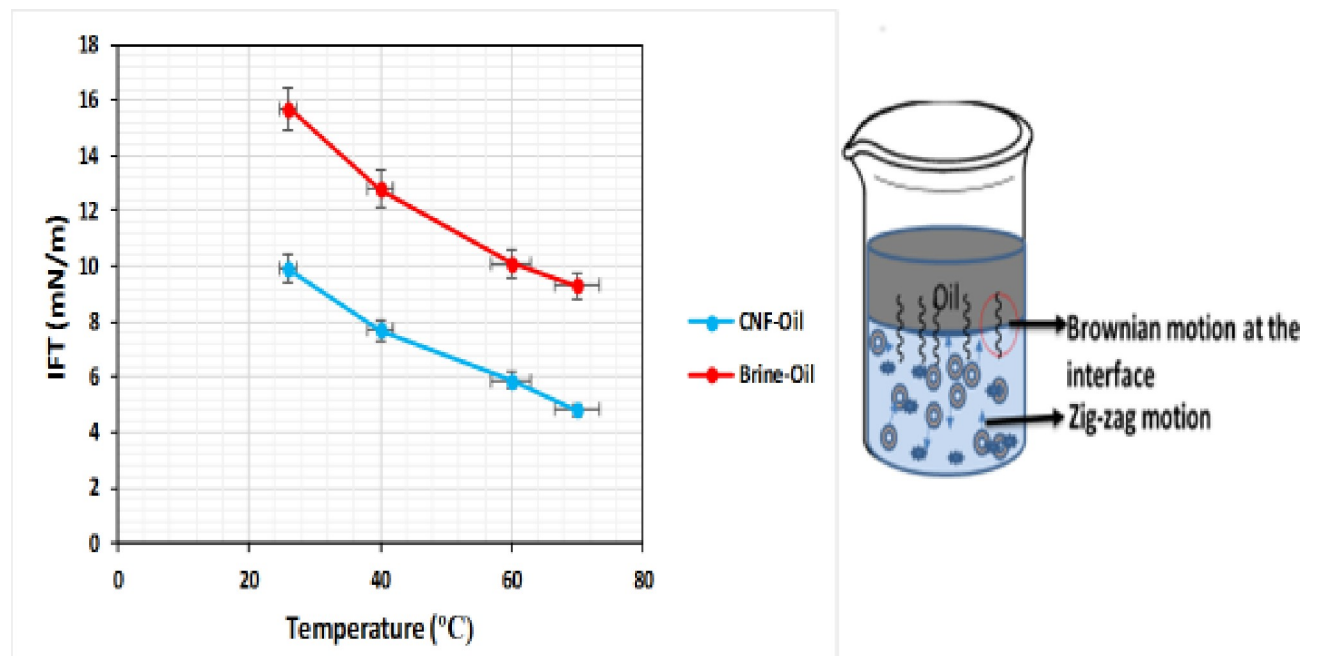 18
16
14
12
10
8
6
4
2
0
IFT (mN/m)
0 20 40 60 80
Temperature (°C)
CNF-Oil
Brine-Oil
Oil
Brownian motion at the
interface
Zig-zag motion